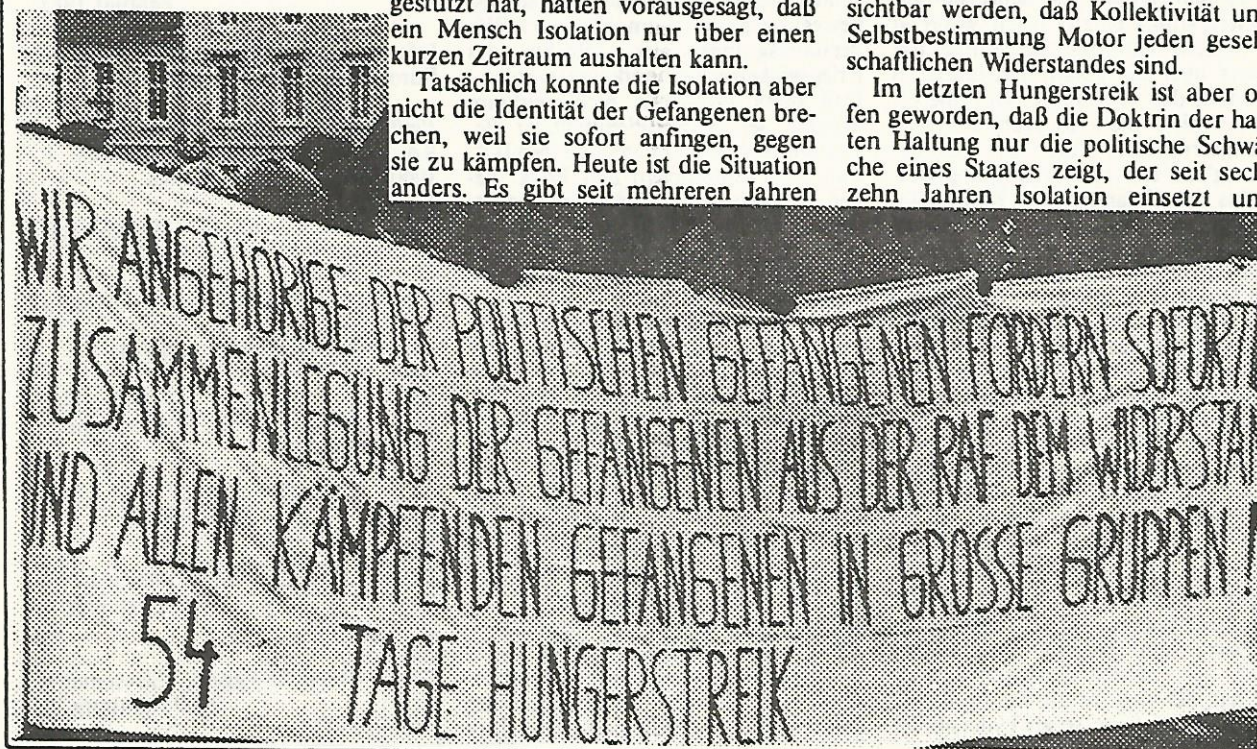 gestützt hat, hatten vorausgesagt, daß
ein Mensch Isolation nur über einen
kurzen Zeitraum aushalten kann.
Tatsächlich konnte die Isolation aber
nicht die Identität der Gefangenen bre-
chen, weil sie sofort anfingen, gegen
sie zu kämpfen. Heute ist die Situation
anders. Es gibt seit mehreren Jahren
sichtbar werden, daß Kollektivität un
Selbstbestimmung Motor jeden gesel
schaftlichen Widerstandes sind.
Im letzten Hungerstreik ist aber o
fen geworden, daß die Doktrin der ha
ten Haltung nur die politische Schwä
che eines Staates zeigt, der seit sech
zehn Jahren Isolation einsetzt un
WIR ANGEHÖRIGE DER POLITISCHEN GEFANGENEN FORDERN SOFORT
ZUSAMMENLEGUNG DER GEFANGENEN AUS DER RAF DEM WIDERSTA
UND ALLEN KÄMPFENDEN GEFANGENEN IN GROSSE GRUPPEN!
54 TAGE HUNGERSTREIK